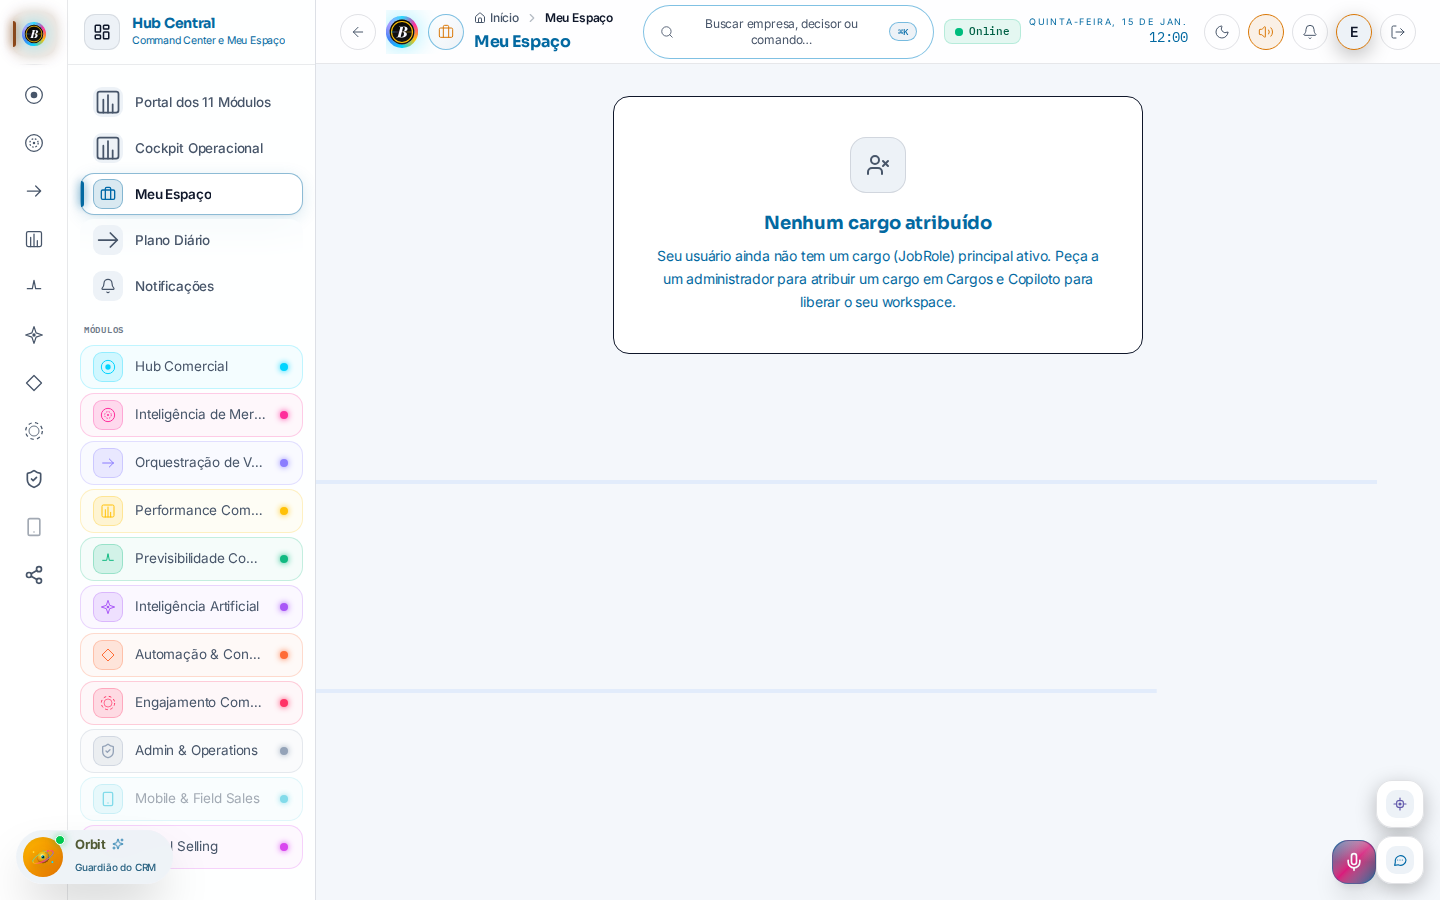 B
Hub Central
Command Center e Meu Espaço
Portal dos 11 Módulos
Cockpit Operacional
Meu Espaço
Plano Diário
Notificações
MÓDULOS
Hub Comercial
Inteligência de Mer...
Orquestração de V...
Performance Com...
Previsibilidade Co...
Inteligência Artificial
Automação & Con...
Engajamento Com...
Admin & Operations
Mobile & Field Sales
Selling
Orbit
Guardião do CRM
B
Início
Meu Espaço
Meu Espaço
Buscar empresa, decisor ou
comando...
⌘K
Online
QUINTA-FEIRA, 15 DE JAN.
12:00
E
Nenhum cargo atribuído
Seu usuário ainda não tem um cargo (JobRole) principal ativo. Peça a
um administrador para atribuir um cargo em Cargos e Copiloto para
liberar o seu workspace.